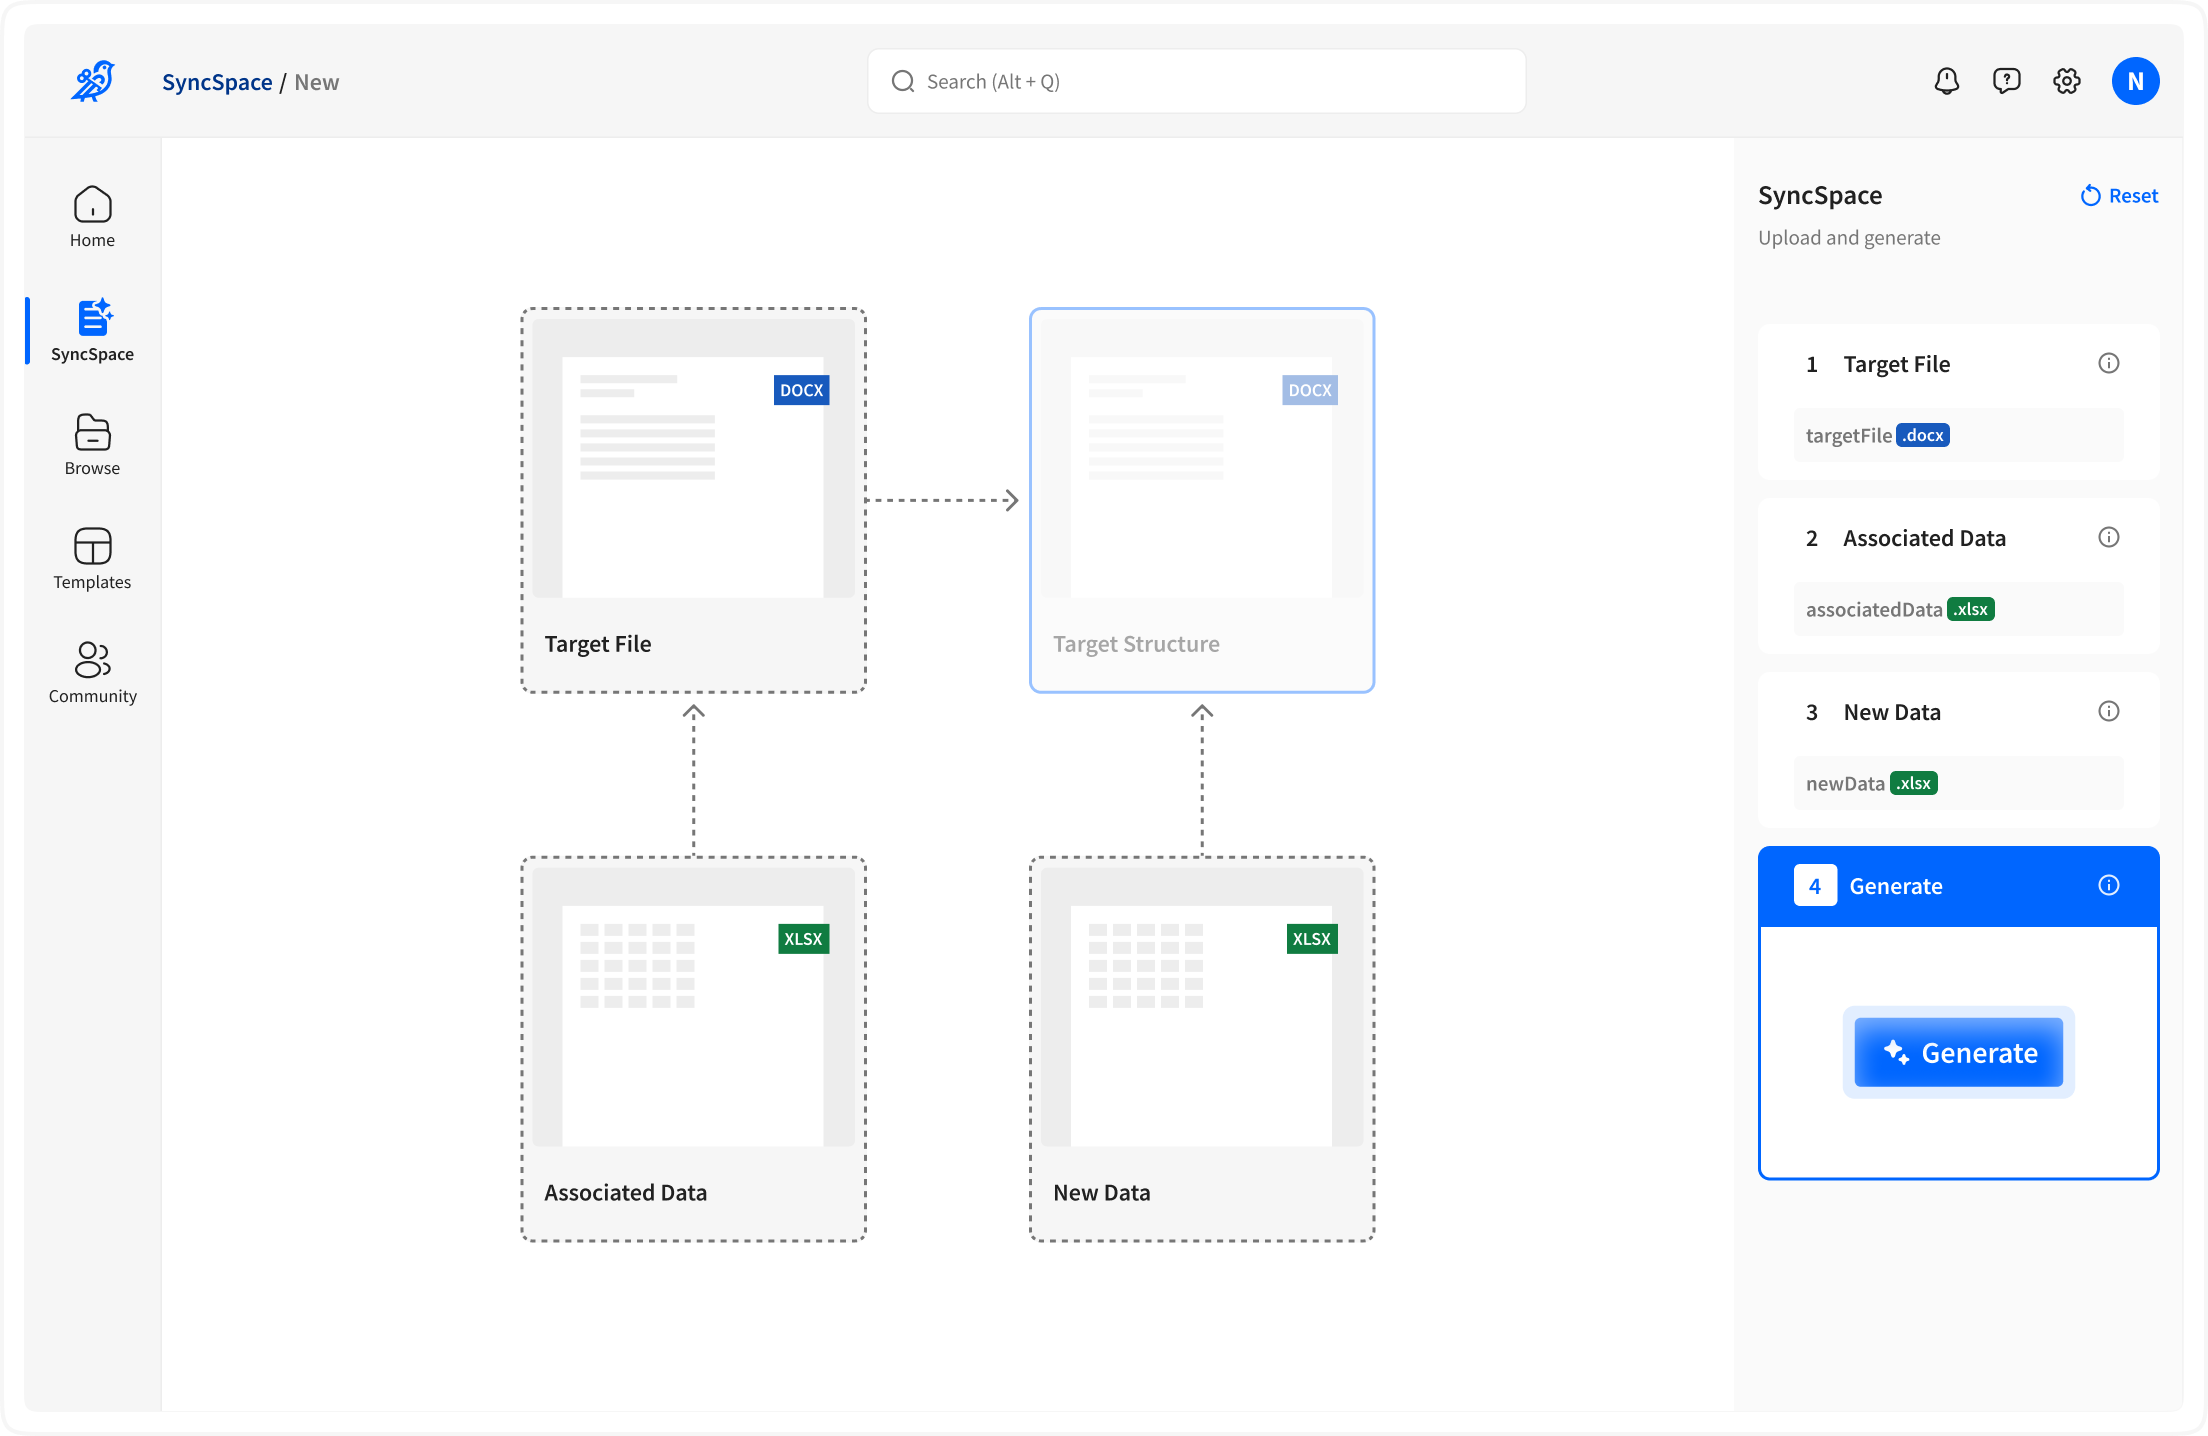 SyncSpace / New
Search (Alt + Q)
N
Home
SyncSpace
Browse
Templates
Community
DOCX
Target File
DOCX
Target Structure
XLSX
Associated Data
XLSX
New Data
SyncSpace
Reset
Upload and generate
1 Target File
targetFile .docx
2 Associated Data
associatedData .xlsx
3 New Data
newData .xlsx
4 Generate
Generate